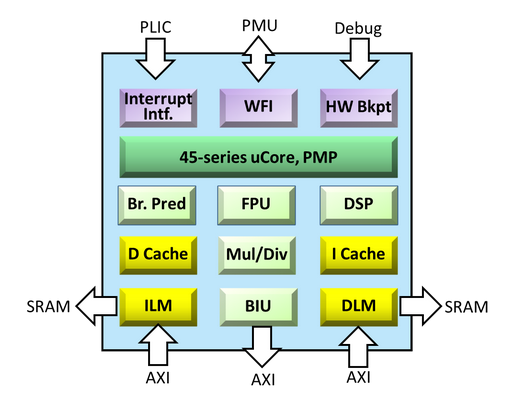 PLIC
PMU
Debug
Interrupt
Intf.
WFI
HW Bkpt
45-series uCore, PMP
Br. Pred
FPU
DSP
D Cache
Mul/Div
I Cache
SRAM
ILM
BIU
DLM
SRAM
AXI
AXI
AXI